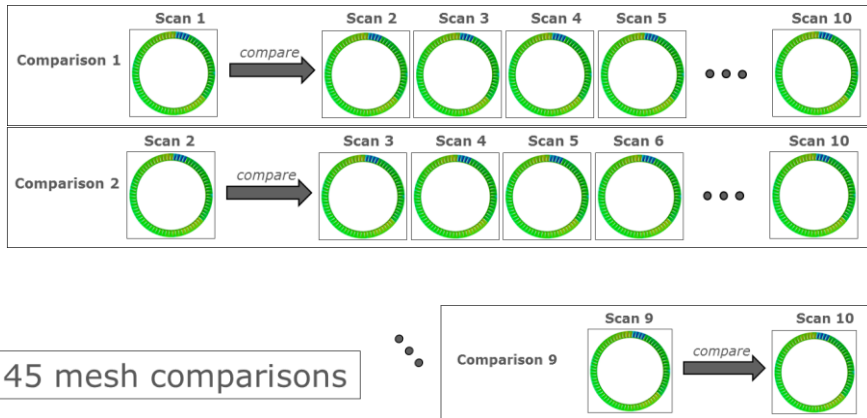 Scan 1 Scan 2 Scan 3 Scan 4 Scan 5 Scan 10
Comparison 1 compare
Scan 2 Scan 3 Scan 4 Scan 5 Scan 6 Scan 10
Comparison 2 compare
Scan 9 Scan 10
Comparison 9 compare
45 mesh comparisons